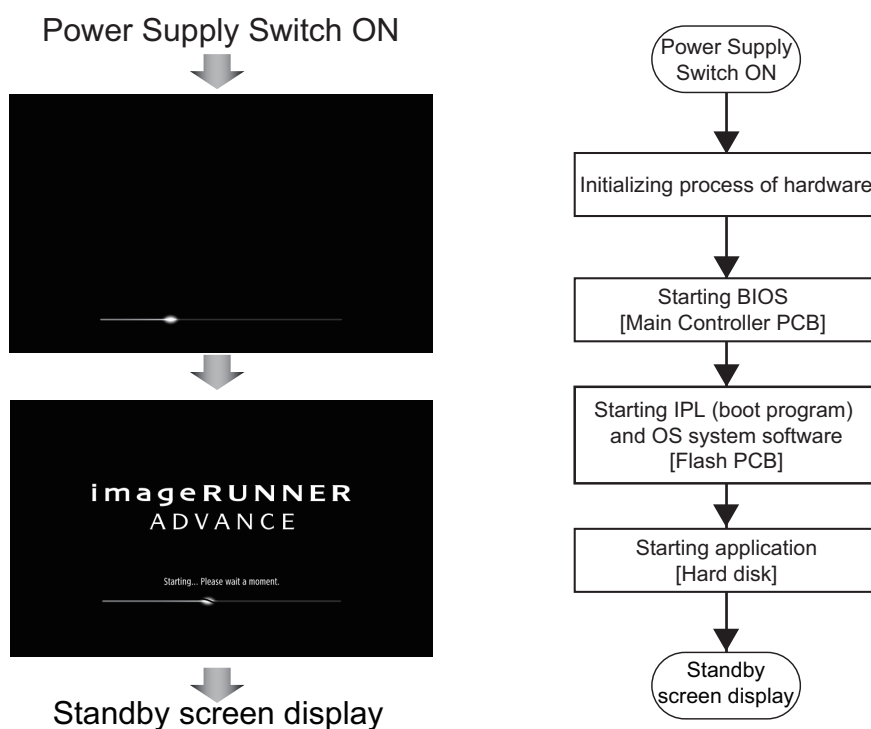 Power Supply Switch ON
imageRUNNER
ADVANCE
Starting... Please wait a moment.
Standby screen display
Power Supply
Switch ON
Initializing process of hardware
Starting BIOS
[Main Controller PCB]
Starting IPL (boot program)
and OS system software
[Flash PCB]
Starting application
[Hard disk]
Standby
screen display